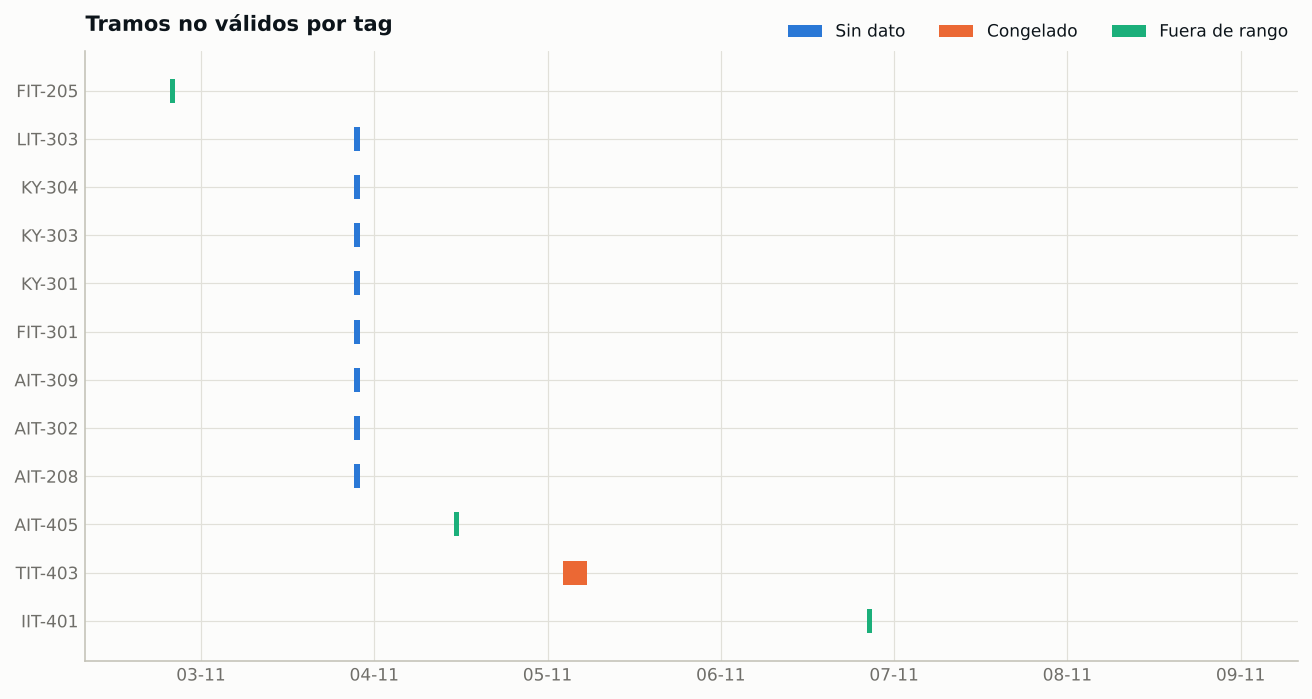 Tramos no válidos por tag
Sin dato
Congelado
Fuera de rango
FIT-205
LIT-303
KY-304
KY-303
KY-301
FIT-301
AIT-309
AIT-302
AIT-208
AIT-405
TIT-403
IIT-401
03-11
04-11
05-11
06-11
07-11
08-11
09-11